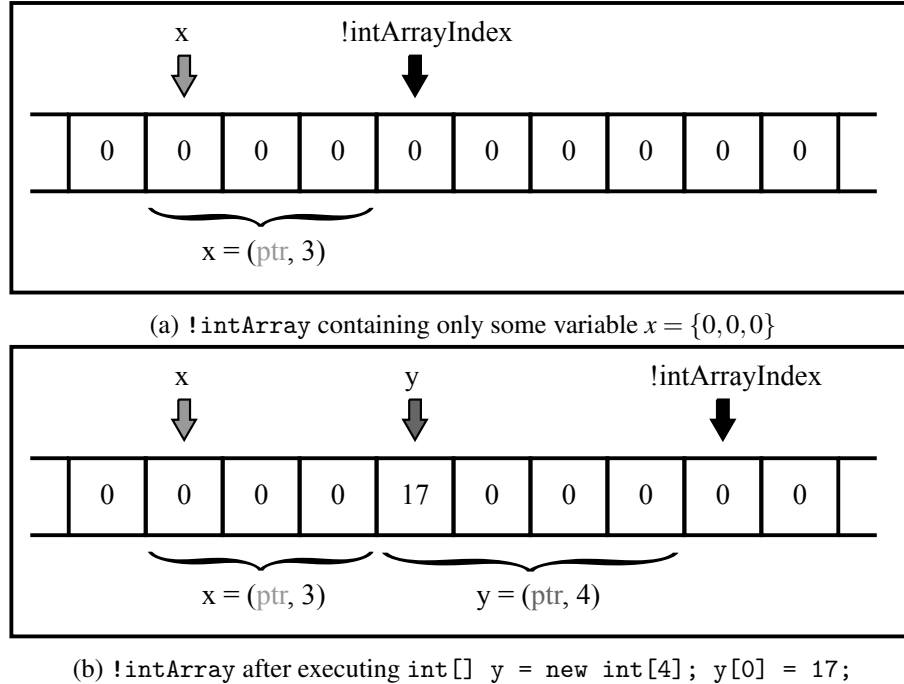 x !intArrayIndex
0 0 0 0 0 0 0 0 0 0
x = (ptr, 3)
(a) !intArray containing only some variable x = {0,0,0}
x y !intArrayIndex
0 0 0 0 17 0 0 0 0 0
x = (ptr, 3) y = (ptr, 4)
(b) !intArray after executing int[] y = new int[4]; y[0] = 17;